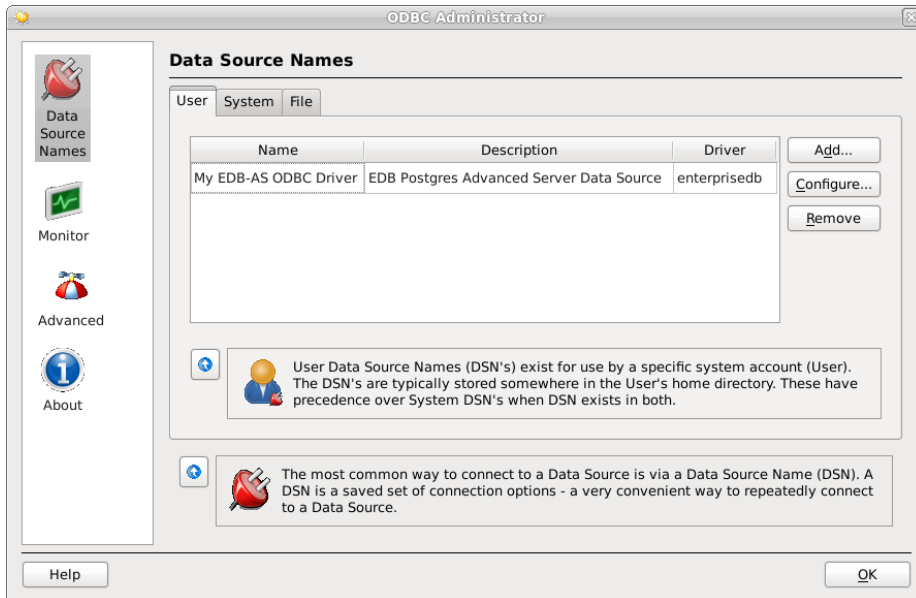 ODBC Administrator
Data
Source
Names
Monitor
Advanced
About
Data Source Names
User System File
Name Description Driver
My EDB-AS ODBC Driver EDB Postgres Advanced Server Data Source enterprisedb
Add...
Configure...
Remove
User Data Source Names (DSN's) exist for use by a specific system account (User).
The DSN's are typically stored somewhere in the User's home directory. These have
precedence over System DSN's when DSN exists in both.
The most common way to connect to a Data Source is via a Data Source Name (DSN). A
DSN is a saved set of connection options - a very convenient way to repeatedly connect
to a Data Source.
Help
OK